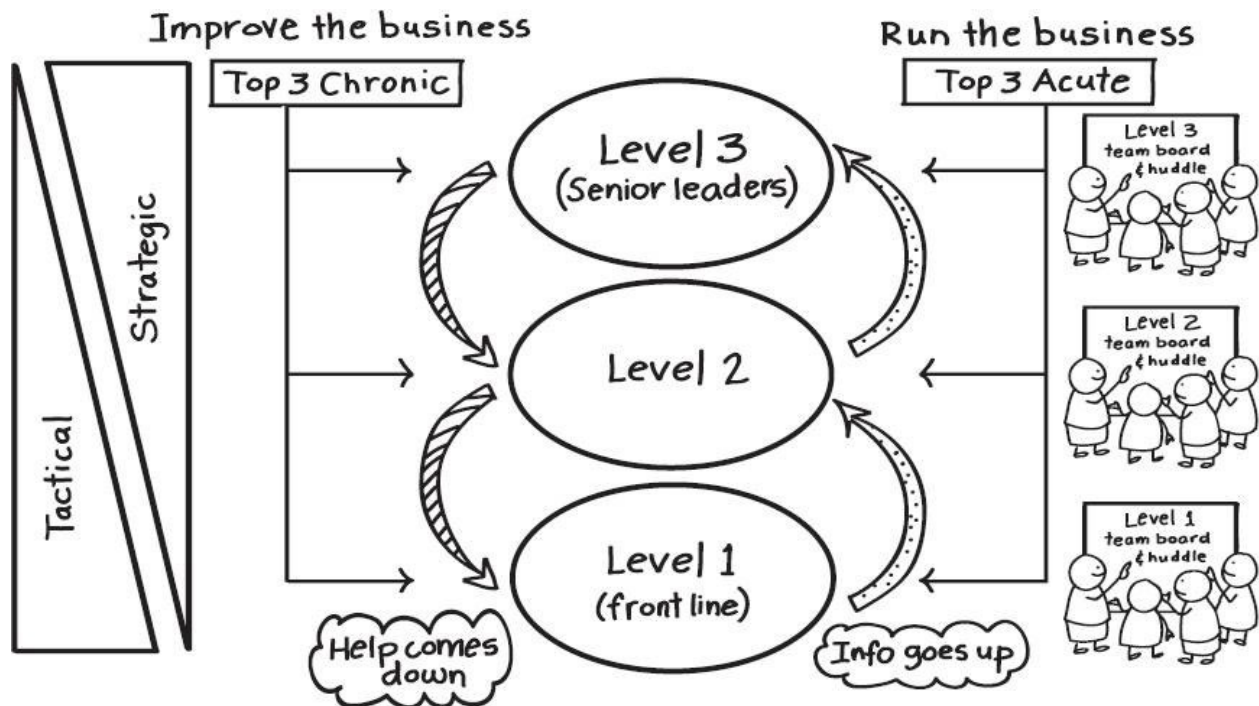 Improve the business
Run the business
Top 3 Chronic
Top 3 Acute
Strategic
Tactical
Level 3
(Senior leaders)
Level 2
Level 1
(front line)
Help comes
down
Info goes up
Level 3
team board
& huddle
Level 2
team board
& huddle
Level 1
team board
& huddle